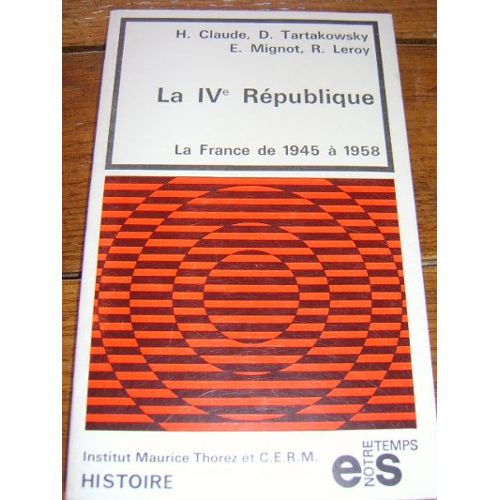 H. Claude, D. Tartakowsky
E. Mignot, R. Leroy
La IVe République
La France de 1945 à 1958
Institut Maurice Thorez et C.E.R.M.
HISTOIRE
es
NOTRE
TEMPS